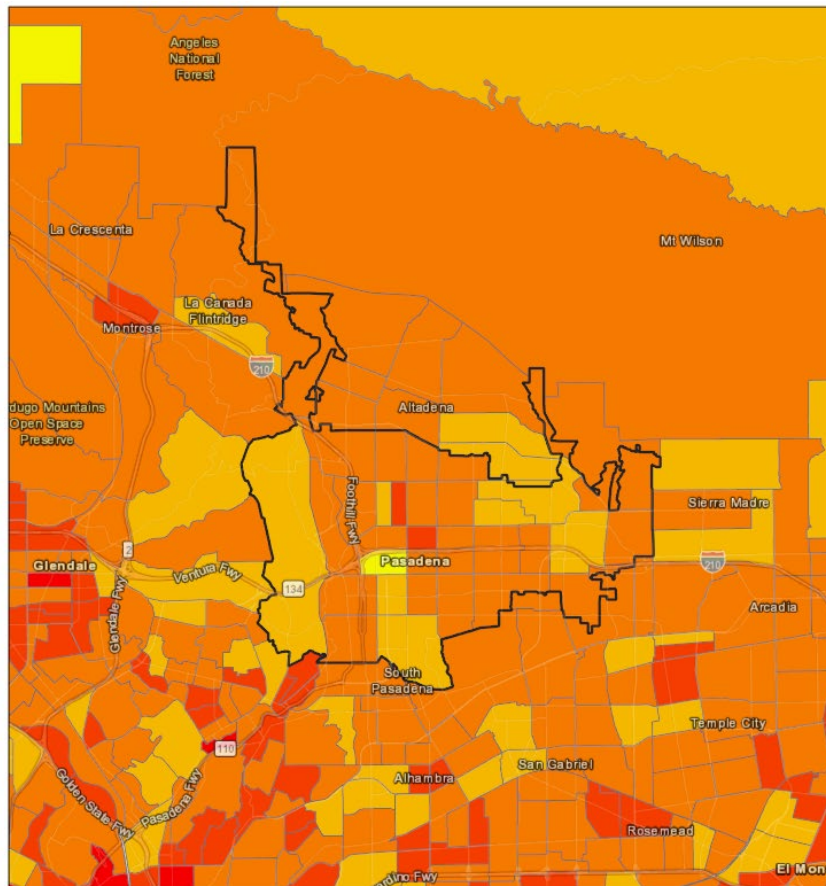 Angeles
National
Forest
La Crescenta
Mt Wilson
La Canada
Flintridge
Montrose
210
rdugo Mountains
Open Space
Preserve
Altadena
Foothill Fwy
Sierra Madre
2
Glendale
Ventura Fwy
Pasadena
210
134
Glendale Fwy
Arcadia
South
Pasadena
Temple City
110
San Gabriel
Golden State Fwy
Pasadena Fwy
Alhambra
Rosemead
rdino Fwy
El Mon